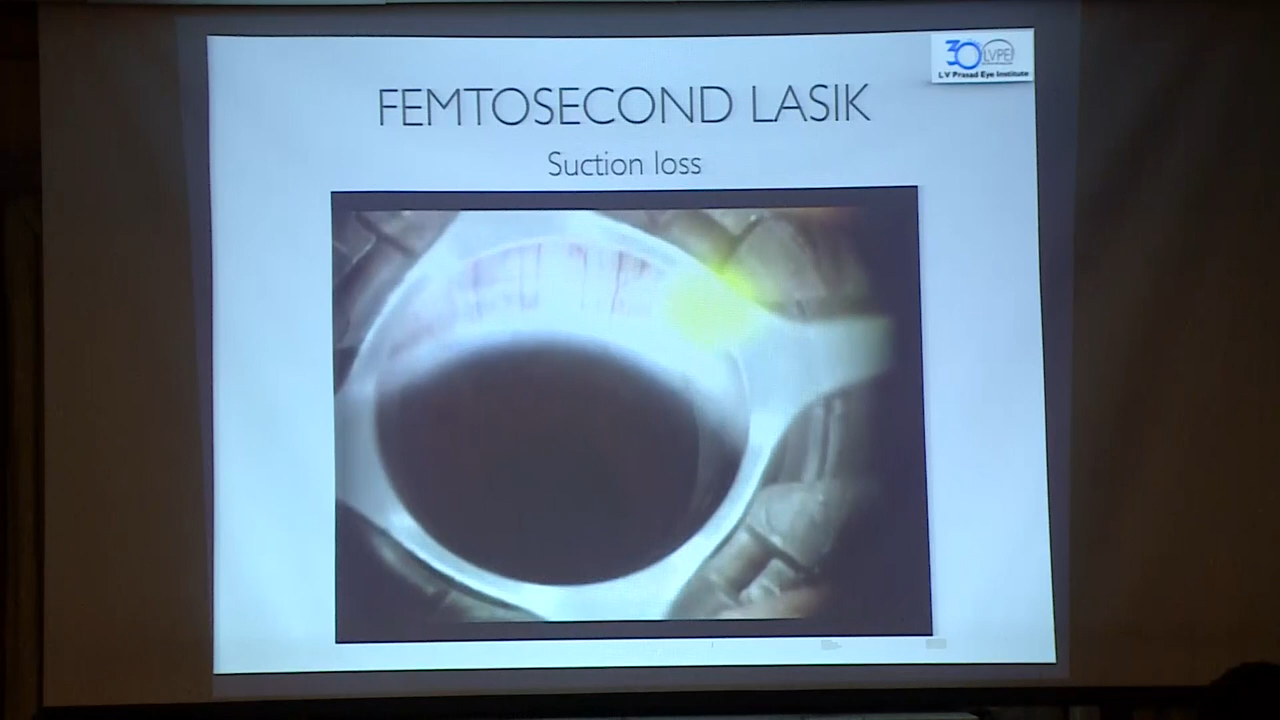 30
LVPEI
L V Prasad Eye Institute
FEMTOSECOND LASIK
Suction loss